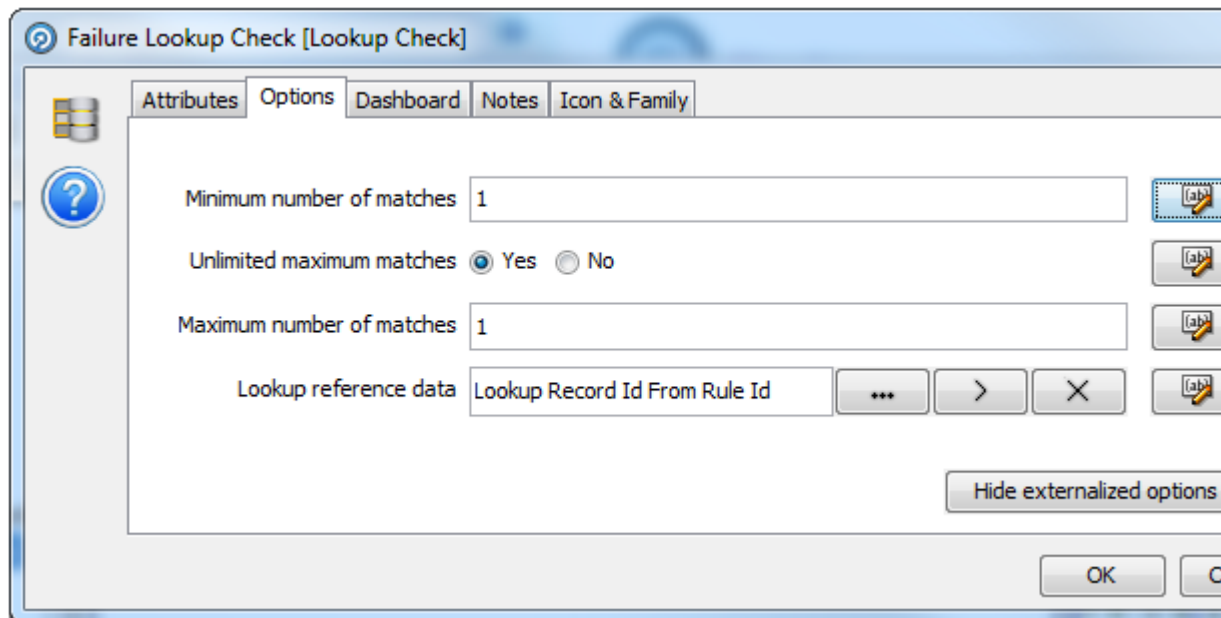 Failure Lookup Check [Lookup Check]
Attributes Options Dashboard Notes Icon & Family
Minimum number of matches 1
Unlimited maximum matches Yes No
Maximum number of matches 1
Lookup reference data Lookup Record Id From Rule Id ... > X
Hide externalized options
OK